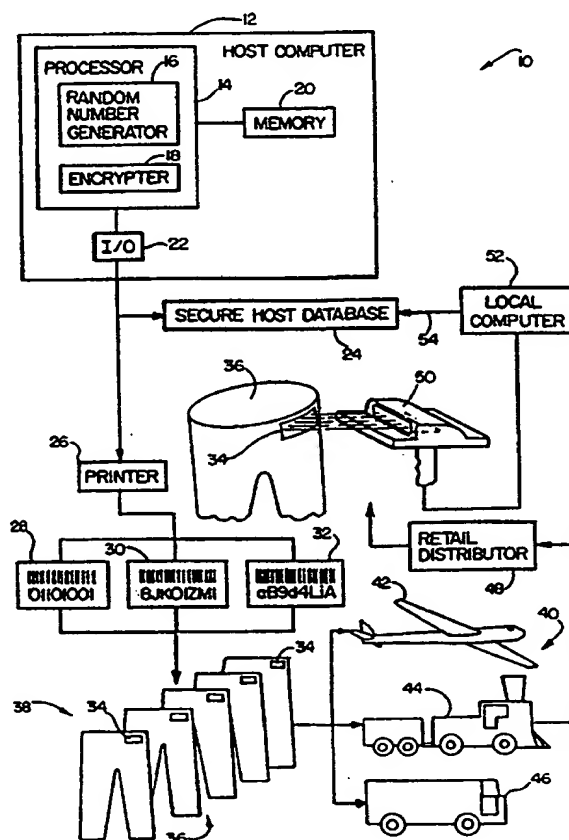 12
HOST COMPUTER
10
PROCESSOR
16
14
20
RANDOM
NUMBER
GENERATOR
MEMORY
18
ENCRYPTER
I/O
22
52
LOCAL
COMPUTER
SECURE HOST DATABASE
54
24
36
50
34
26
PRINTER
28
30
32
RETAIL
DISTRIBUTOR
48
01101001
8JK01ZM1
aB9d4LiA
42
40
34
44
38
34
46
36